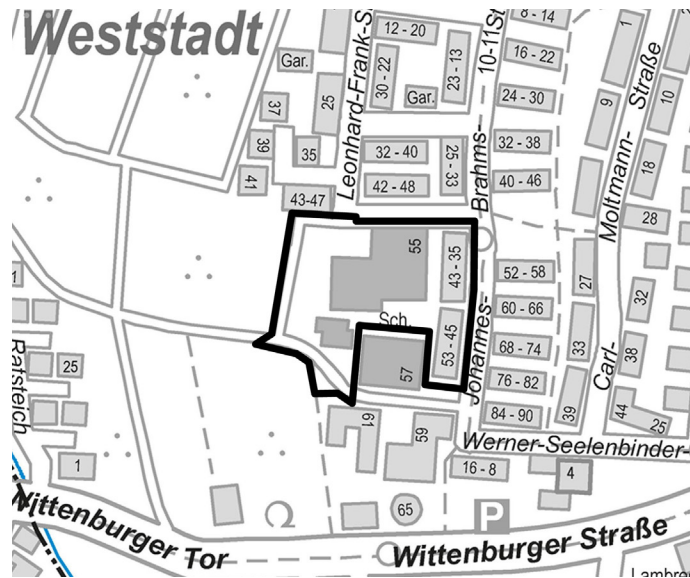 Weststadt
12 - 20
8 - 14
1
Gar.
30 - 22
23 - 13
10-11
16 - 22
Leonhard-Frank-S
25
Gar.
24 - 30
9
Straße
10
37
39
35
32 - 40
25 - 33
Brahms-
32 - 38
18
41
43-47
42 - 48
40 - 46
Moltmann-
28
55
43 - 35
52 - 58
27
32
1
Sch.
60 - 66
33
Johannes-
53 - 45
68 - 74
38
Carl-
25
57
76 - 82
39
44
25
Ratsteich
61
59
84 - 90
Werner-Seelenbinder-
1
16 - 8
4
65
P
Wittenburger Tor
Wittenburger Straße